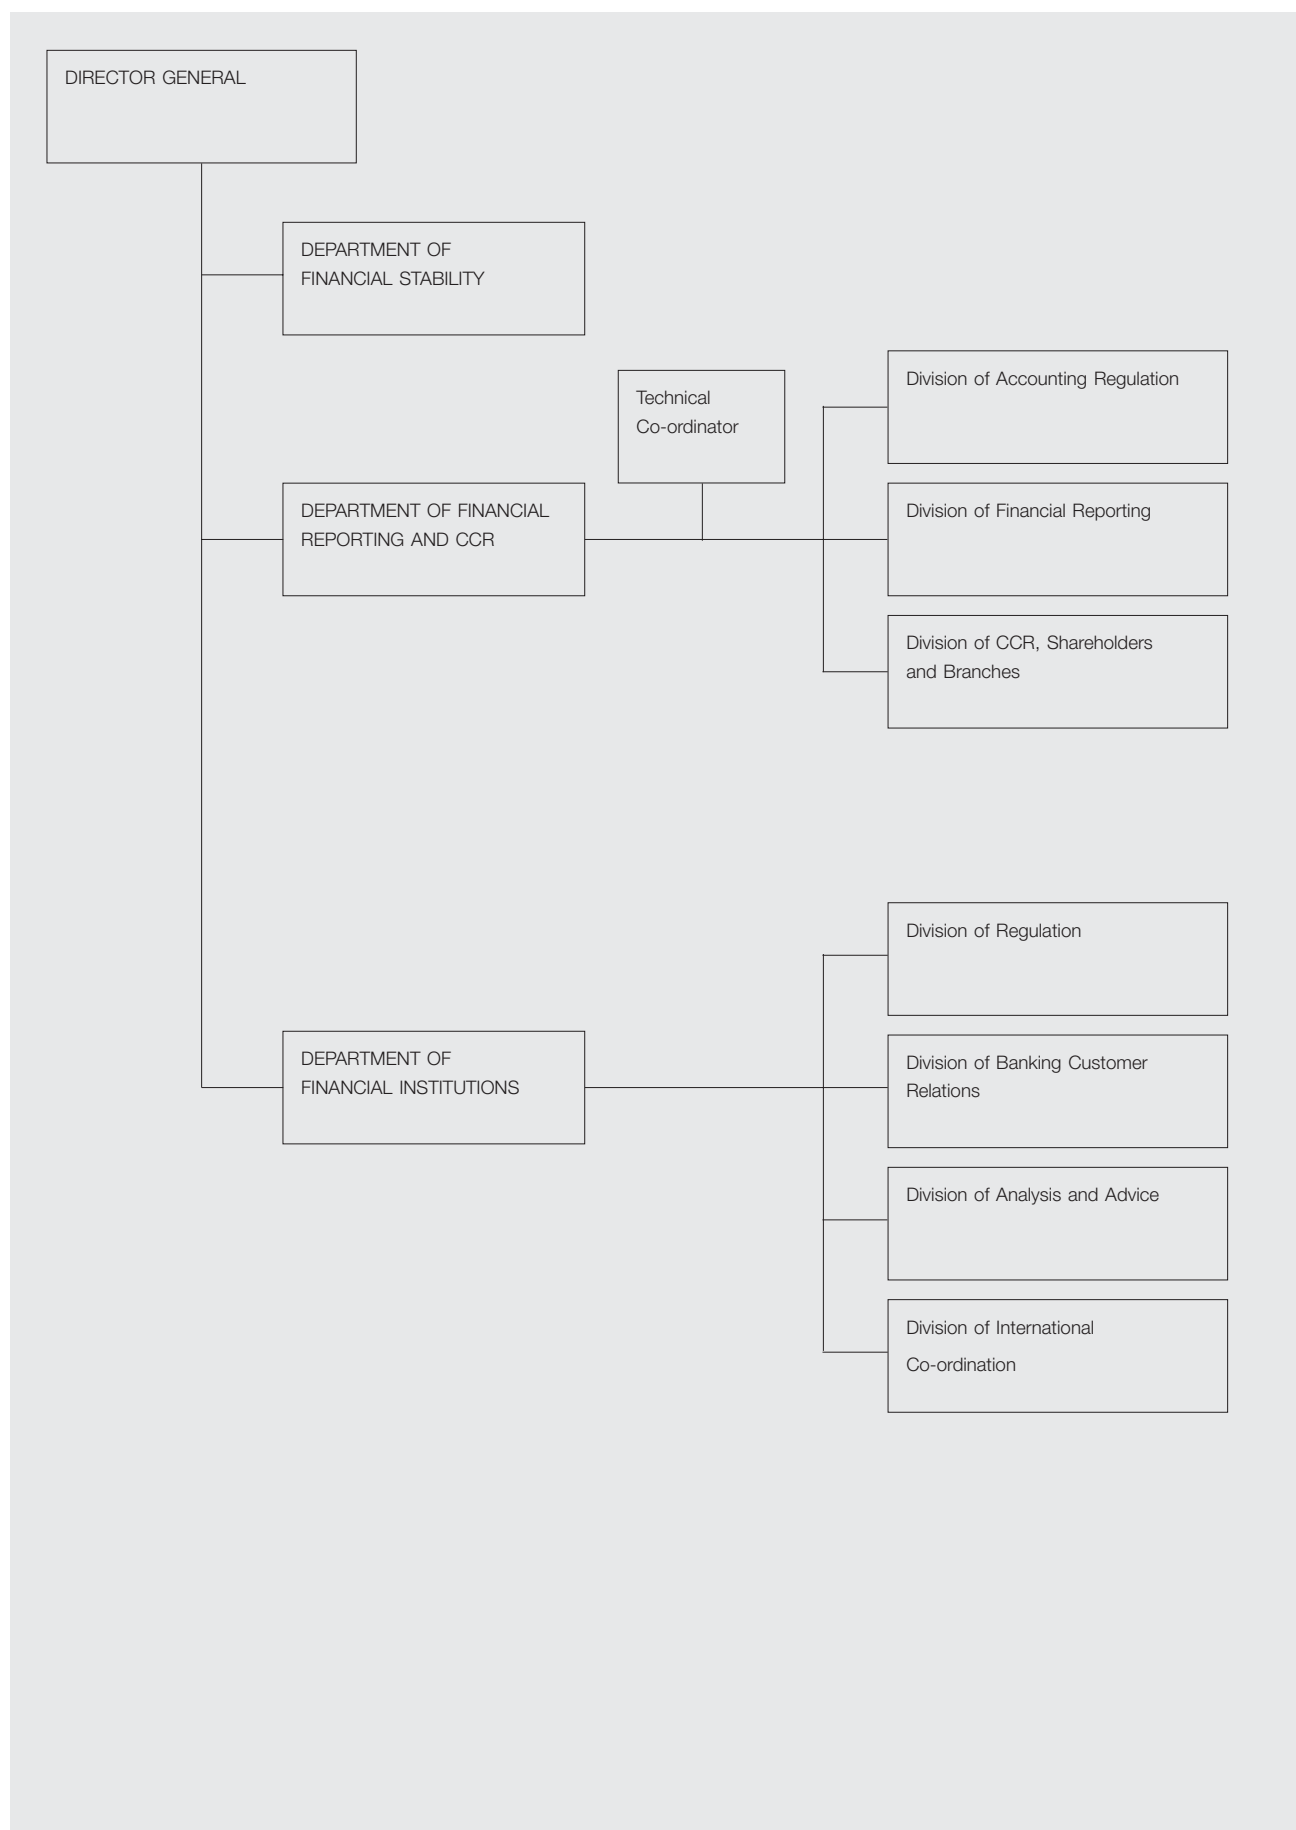 DIRECTOR GENERAL
DEPARTMENT OF
FINANCIAL STABILITY
Technical
Co-ordinator
Division of Accounting Regulation
DEPARTMENT OF FINANCIAL
REPORTING AND CCR
Division of Financial Reporting
Division of CCR, Shareholders
and Branches
Division of Regulation
DEPARTMENT OF
FINANCIAL INSTITUTIONS
Division of Banking Customer
Relations
Division of Analysis and Advice
Division of International
Co-ordination